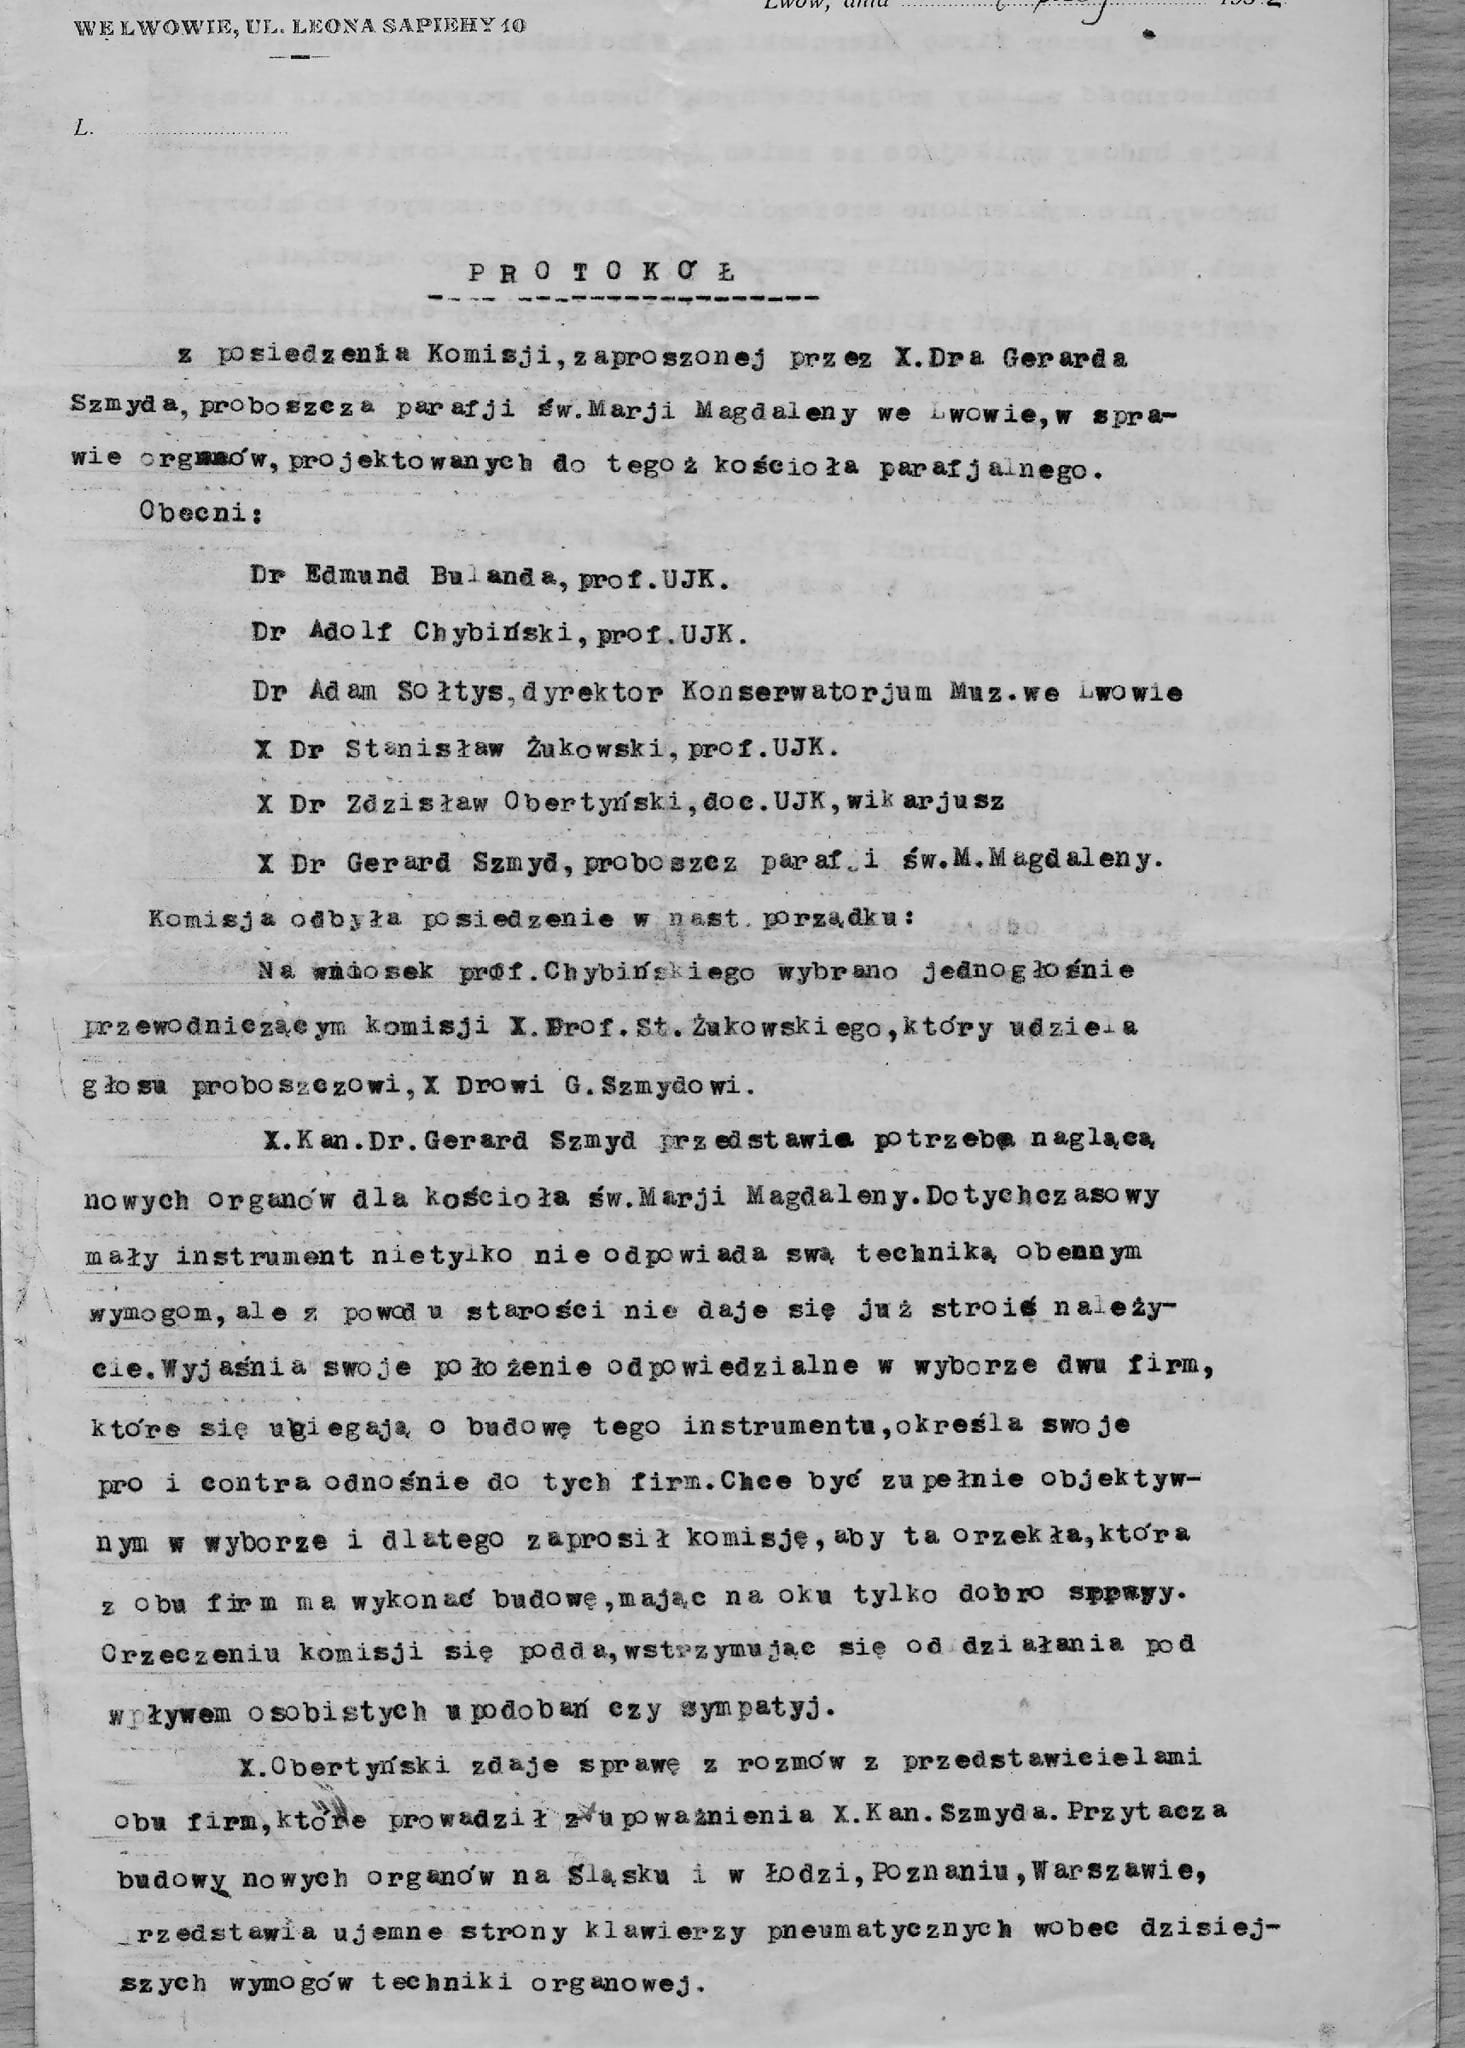 Lwów, dnia 193
WE LWOWIE, UL. LEONA SAPIEHY 10
L.
PROTOKÓŁ
z posiedzenia Komisji,zaproszonej przez X.Dra Gerarda
Szmyda,proboszcza parafji św.Marji Magdaleny we Lwowie,w spra-
wie organów,projektowanych do tegoż kościoła parafjalnego.
Obecni:
Dr Edmund Bulanda,prof.UJK.
Dr Adolf Chybiński,prof.UJK.
Dr Adam Sołtys,dyrektor Konserwatorjum Muz.we Lwowie
X Dr Stanisław Żukowski,prof.UJK.
X Dr Zdzisław Obertyński,doc.UJK,wikarjusz
X Dr Gerard Szmyd,proboszcz parafji św.M.Magdaleny.
Komisja odbyła posiedzenie w nast.porządku:
Na wniosek prof.Chybińskiego wybrano jednogłośnie
przewodniczącym komisji X.Prof.St.Żukowskiego,który udziela
głosu proboszczowi,X Drowi G.Szmydowi.
X.Kan.Dr.Gerard Szmyd przedstawia potrzebę naglącą
nowych organów dla kościoła św.Marji Magdaleny.Dotychczasowy
mały instrument nietylko nie odpowiada swą techniką obennym
wymogom,ale z powodu starości nie daje się już stroić należy-
cie.Wyjaśnia swoje położenie odpowiedzialne w wyborze dwu firm,
które się ubiegają o budowę tego instrumentu,określa swoje
pro i contra odnośnie do tych firm.Chce być zupełnie objektyw-
nym w wyborze i dlatego zaprosił komisję,aby ta orzekła,która
z obu firm ma wykonać budowę,mając na oku tylko dobro sprawy.
Orzeczeniu komisji się podda,wstrzymując się od działania pod
wpływem osobistych upodobań czy sympatyj.
X.Obertyński zdaje sprawę z rozmów z przedstawicielami
obu firm,które prowadził z upoważnienia X.Kan.Szmyda.Przytacza
budowy nowych organów na Śląsku i w Łodzi,Poznaniu,Warszawie,
rzedstawia ujemne strony klawierzy pneumatycznych wobec dzisiej-
szych wymogów techniki organowej.